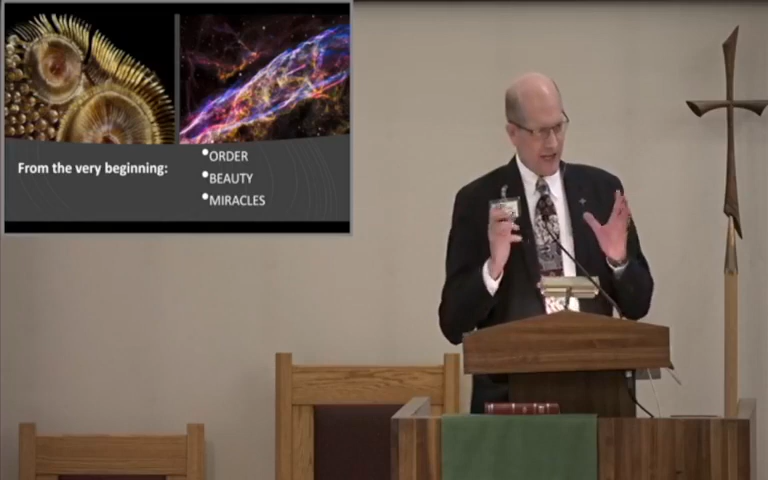 From the very beginning:
•ORDER
•BEAUTY
•MIRACLES